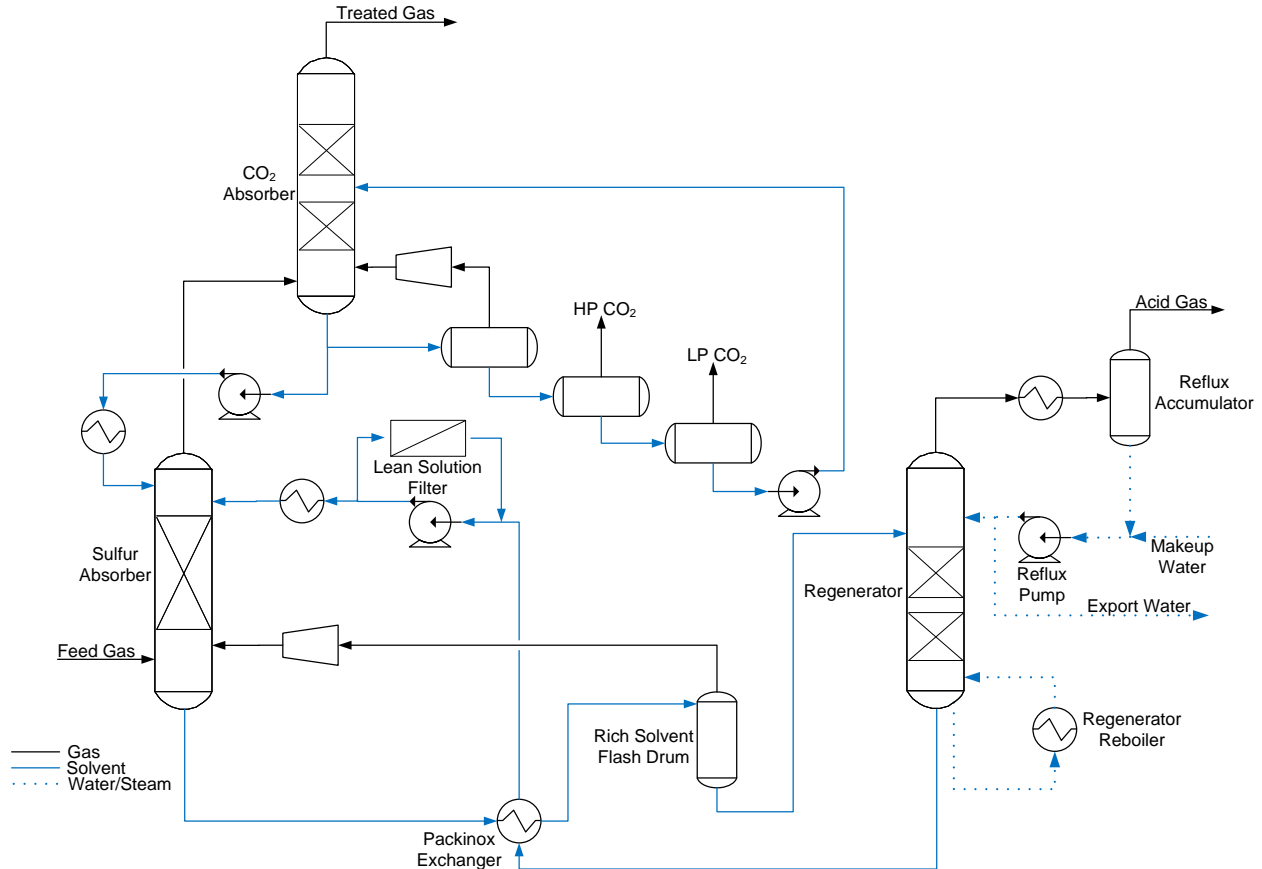 Treated Gas
CO₂
Absorber
HP CO₂
LP CO₂
Acid Gas
Reflux
Accumulator
Lean Solution
Filter
Sulfur
Absorber
Makeup
Water
Reflux
Pump
Regenerator
Export Water
Feed Gas
Regenerator
Reboiler
Rich Solvent
Flash Drum
Gas
Solvent
Water/Steam
Packinox
Exchanger